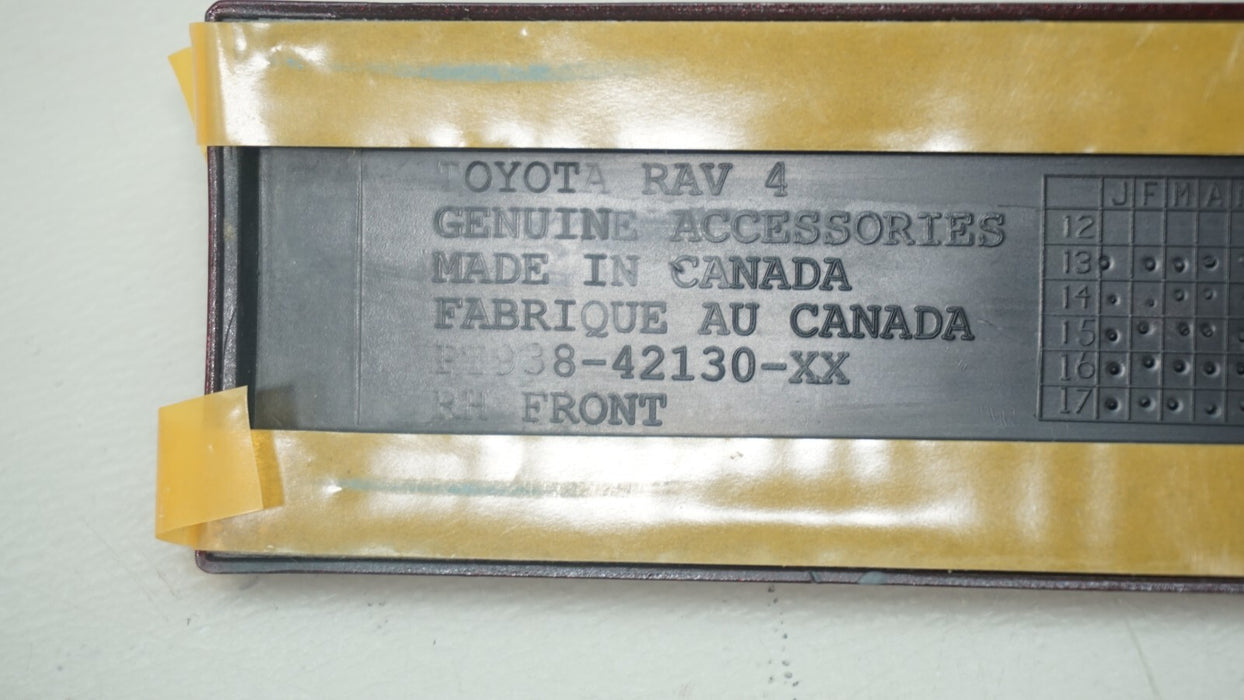 TOYOTA RAV 4
GENUINE ACCESSORIES
MADE IN CANADA
FABRIQUE AU CANADA
PT938-42130-XX
RH FRONT
J F M A
12
13
14
15
16
17